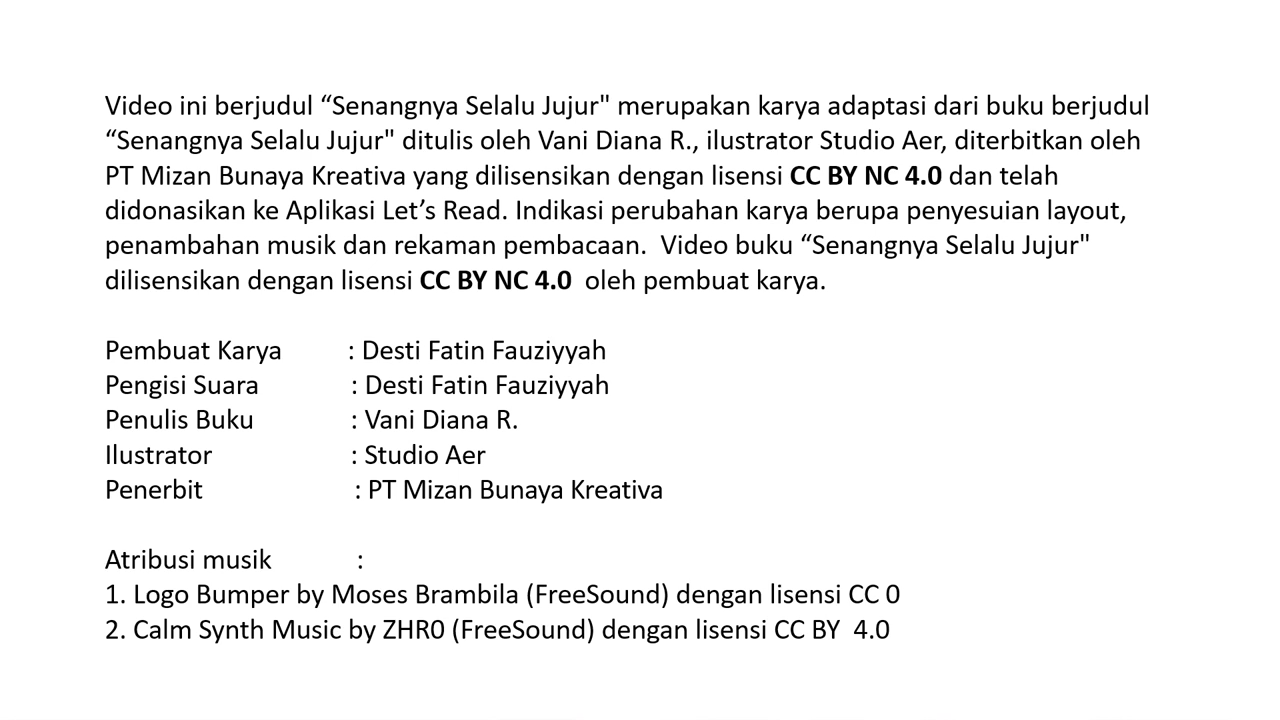 Video ini berjudul “Senangnya Selalu Jujur" merupakan karya adaptasi dari buku berjudul
“Senangnya Selalu Jujur" ditulis oleh Vani Diana R., ilustrator Studio Aer, diterbitkan oleh
PT Mizan Bunaya Kreativa yang dilisensikan dengan lisensi CC BY NC 4.0 dan telah
didonasikan ke Aplikasi Let’s Read. Indikasi perubahan karya berupa penyesuian layout,
penambahan musik dan rekaman pembacaan.  Video buku “Senangnya Selalu Jujur"
dilisensikan dengan lisensi CC BY NC 4.0  oleh pembuat karya.
Pembuat Karya : Desti Fatin Fauziyyah
Pengisi Suara : Desti Fatin Fauziyyah
Penulis Buku : Vani Diana R.
Ilustrator : Studio Aer
Penerbit : PT Mizan Bunaya Kreativa
Atribusi musik :
1. Logo Bumper by Moses Brambila (FreeSound) dengan lisensi CC 0
2. Calm Synth Music by ZHR0 (FreeSound) dengan lisensi CC BY  4.0